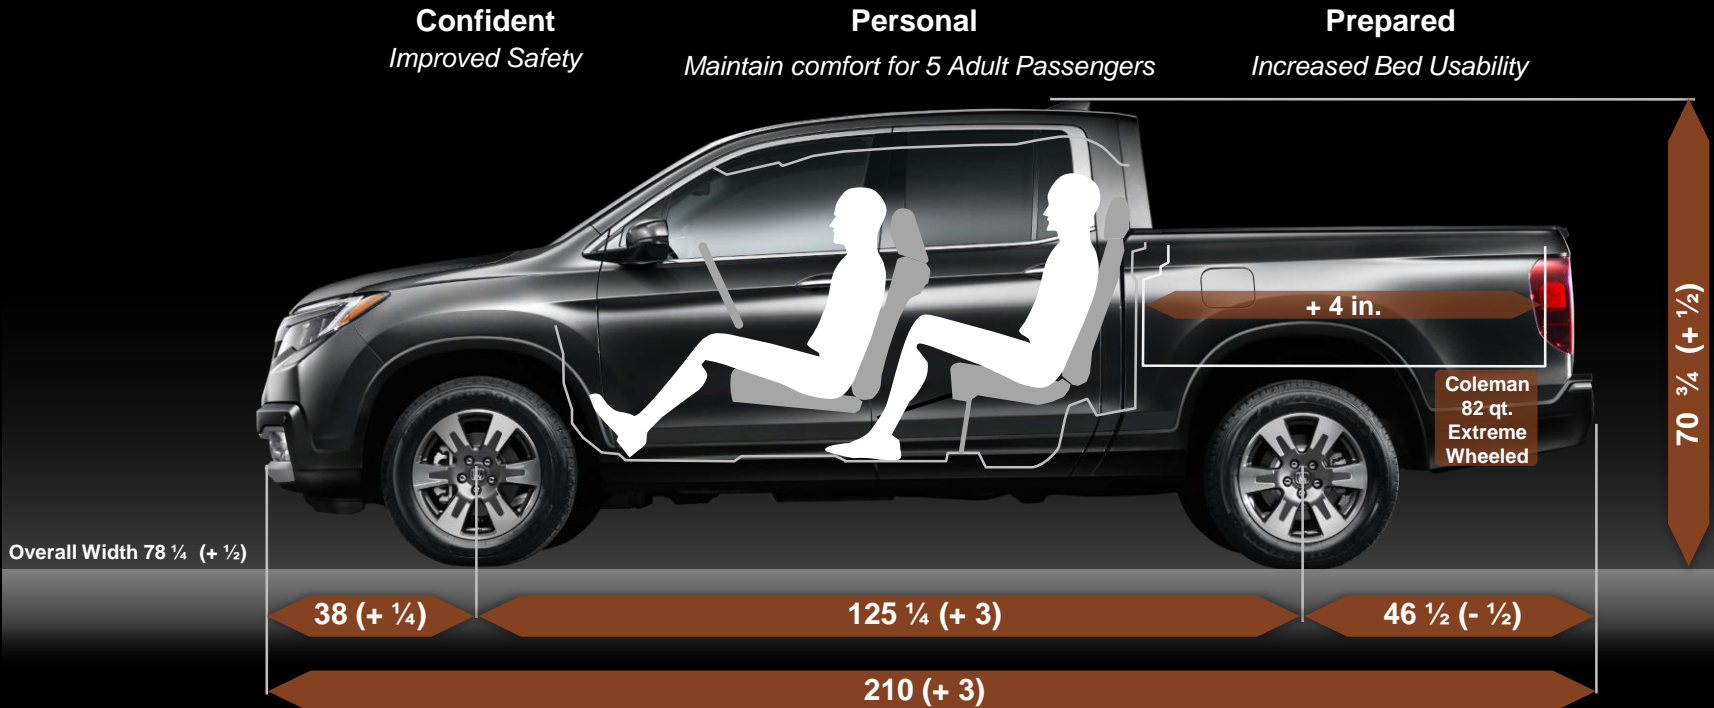 Confident
Improved Safety
Personal
Maintain comfort for 5 Adult Passengers
Prepared
Increased Bed Usability
+ 4 in.
Coleman
82 qt.
Extreme
Wheeled
70 ¾ (+ ½)
Overall Width 78 ¼ (+ ½)
38 (+ ¼)
125 ¼ (+ 3)
46 ½ (- ½)
210 (+ 3)